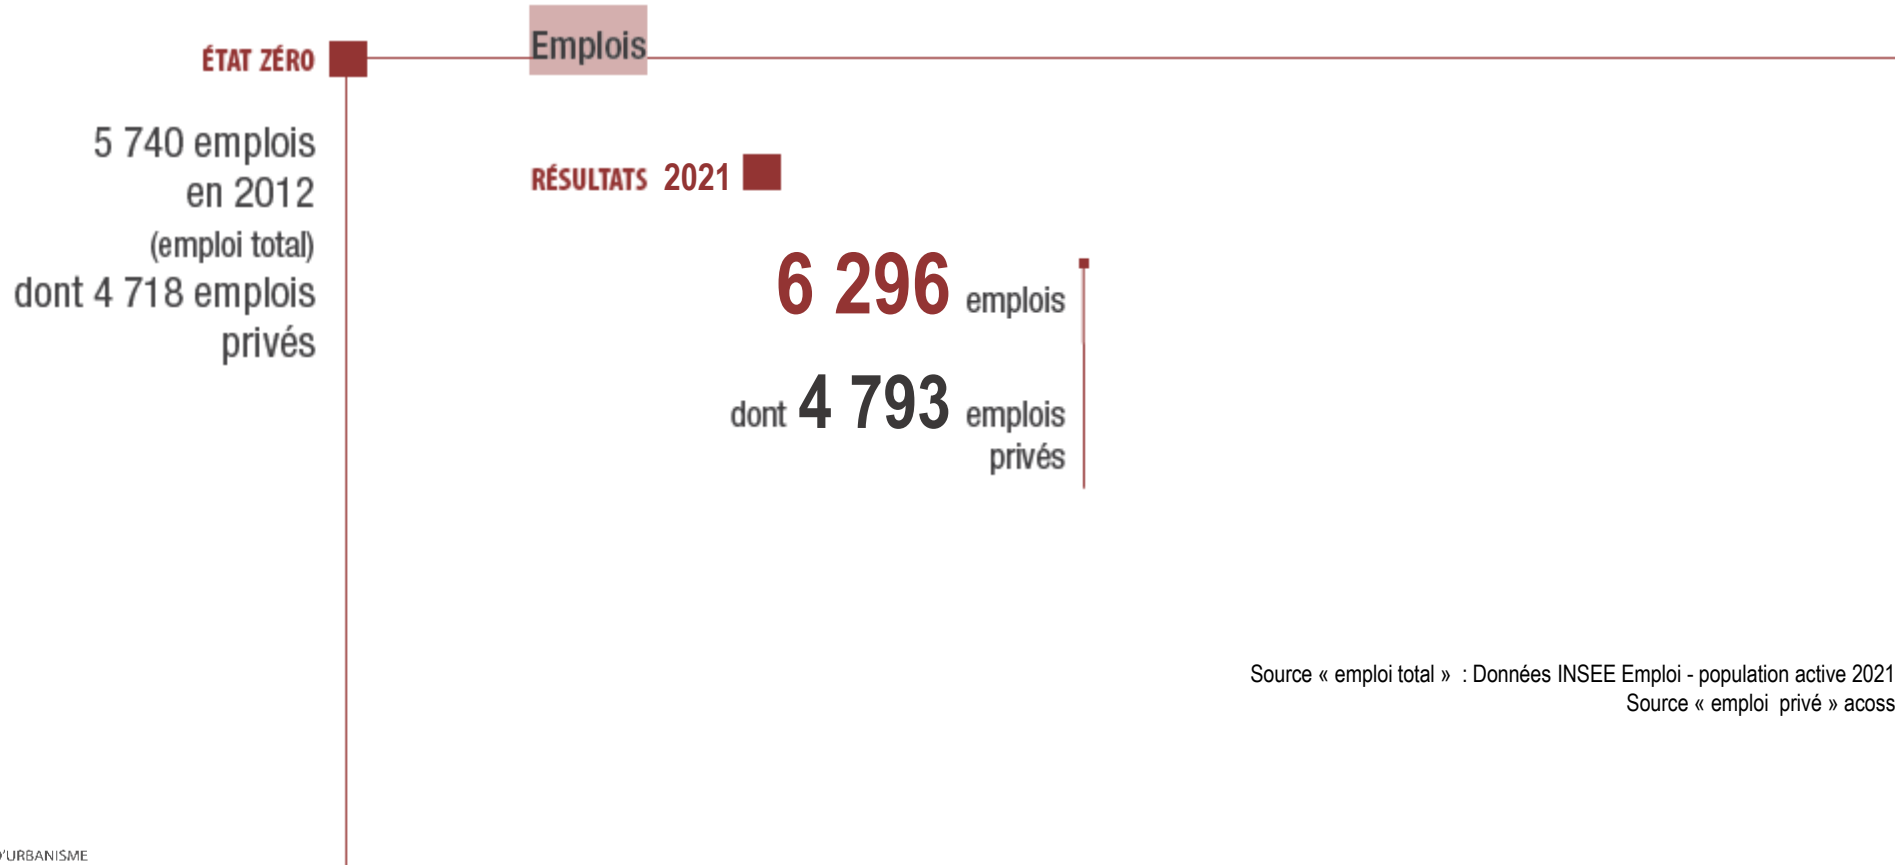 ÉTAT ZÉRO
Emplois
5 740 emplois
en 2012
(emploi total)
dont 4 718 emplois
privés
RÉSULTATS 2021
6 296 emplois
dont 4 793 emplois
privés
Source « emploi total » : Données INSEE Emploi - population active 2021
Source « emploi privé » acoss
D'URBANISME